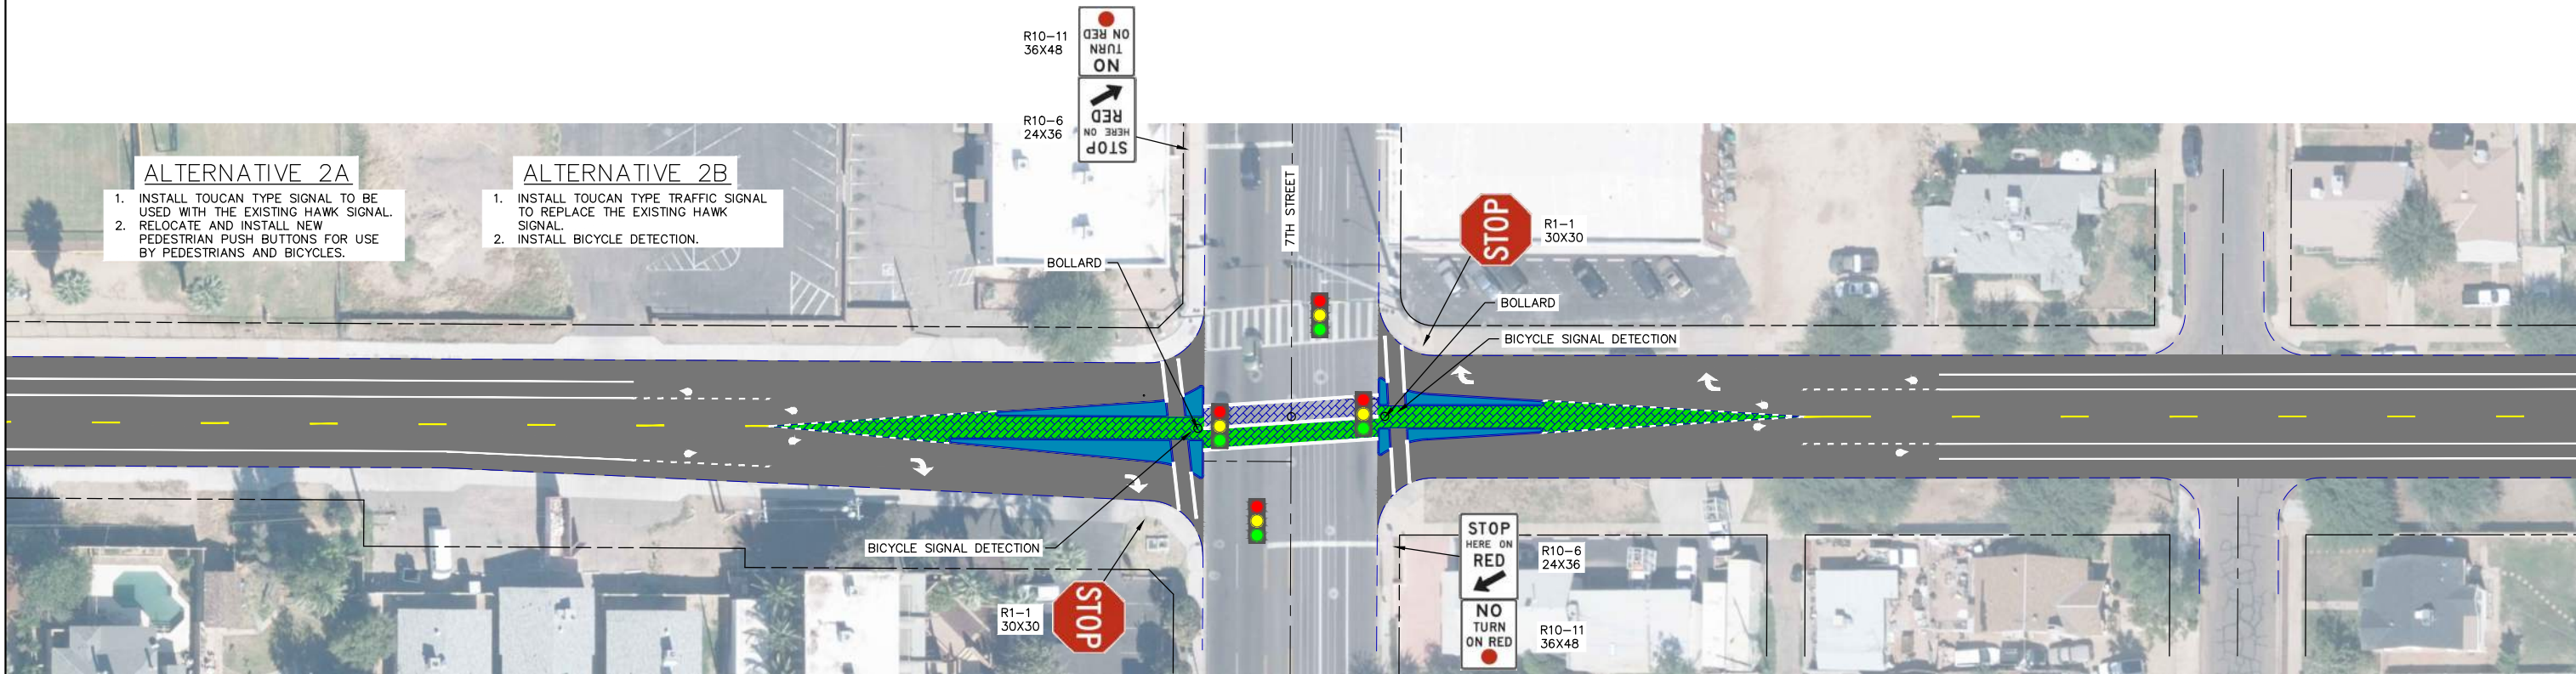 R10-11
36X48
NO
TURN
ON RED
R10-6
24X36
STOP
HERE ON
RED
ALTERNATIVE 2A
1. INSTALL TOUCAN TYPE SIGNAL TO BE
USED WITH THE EXISTING HAWK SIGNAL.
2. RELOCATE AND INSTALL NEW
PEDESTRIAN PUSH BUTTONS FOR USE
BY PEDESTRIANS AND BICYCLES.
ALTERNATIVE 2B
1. INSTALL TOUCAN TYPE TRAFFIC SIGNAL
TO REPLACE THE EXISTING HAWK
SIGNAL.
2. INSTALL BICYCLE DETECTION.
7TH STREET
BOLLARD
STOP
R1-1
30X30
BOLLARD
BICYCLE SIGNAL DETECTION
BICYCLE SIGNAL DETECTION
R1-1
30X30
STOP
STOP
HERE ON
RED
R10-6
24X36
NO
TURN
ON RED
R10-11
36X48